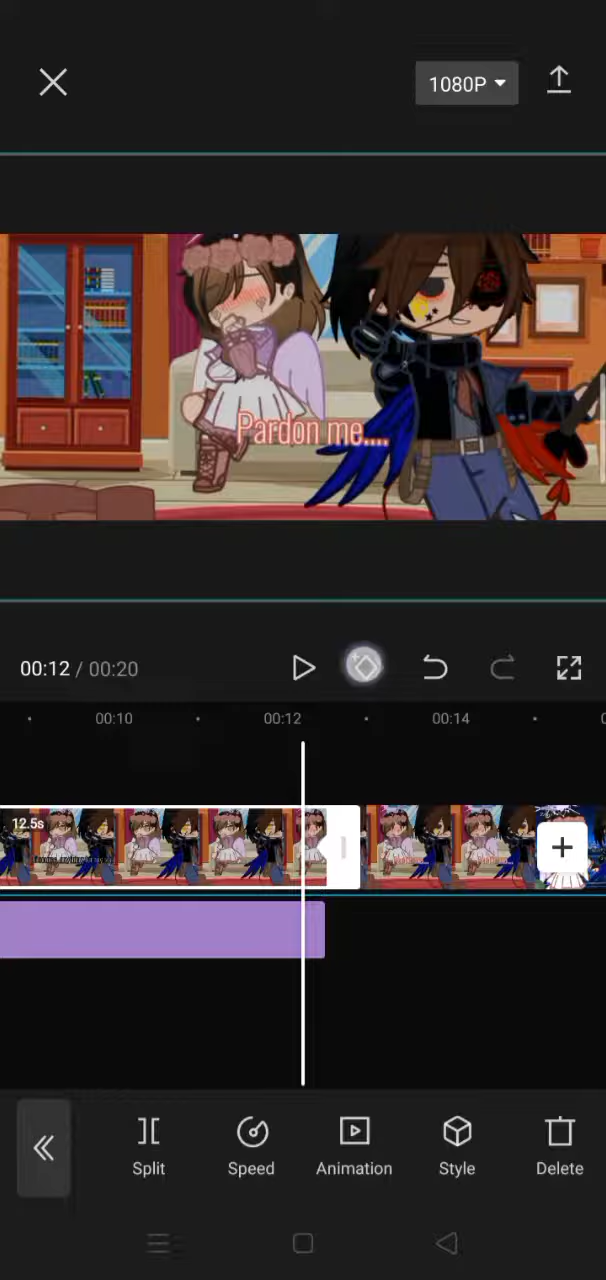 1080P
Pardon me....
00:12 / 00:20
00:10
00:12
00:14
12.5s
Split
Speed
Animation
Style
Delete